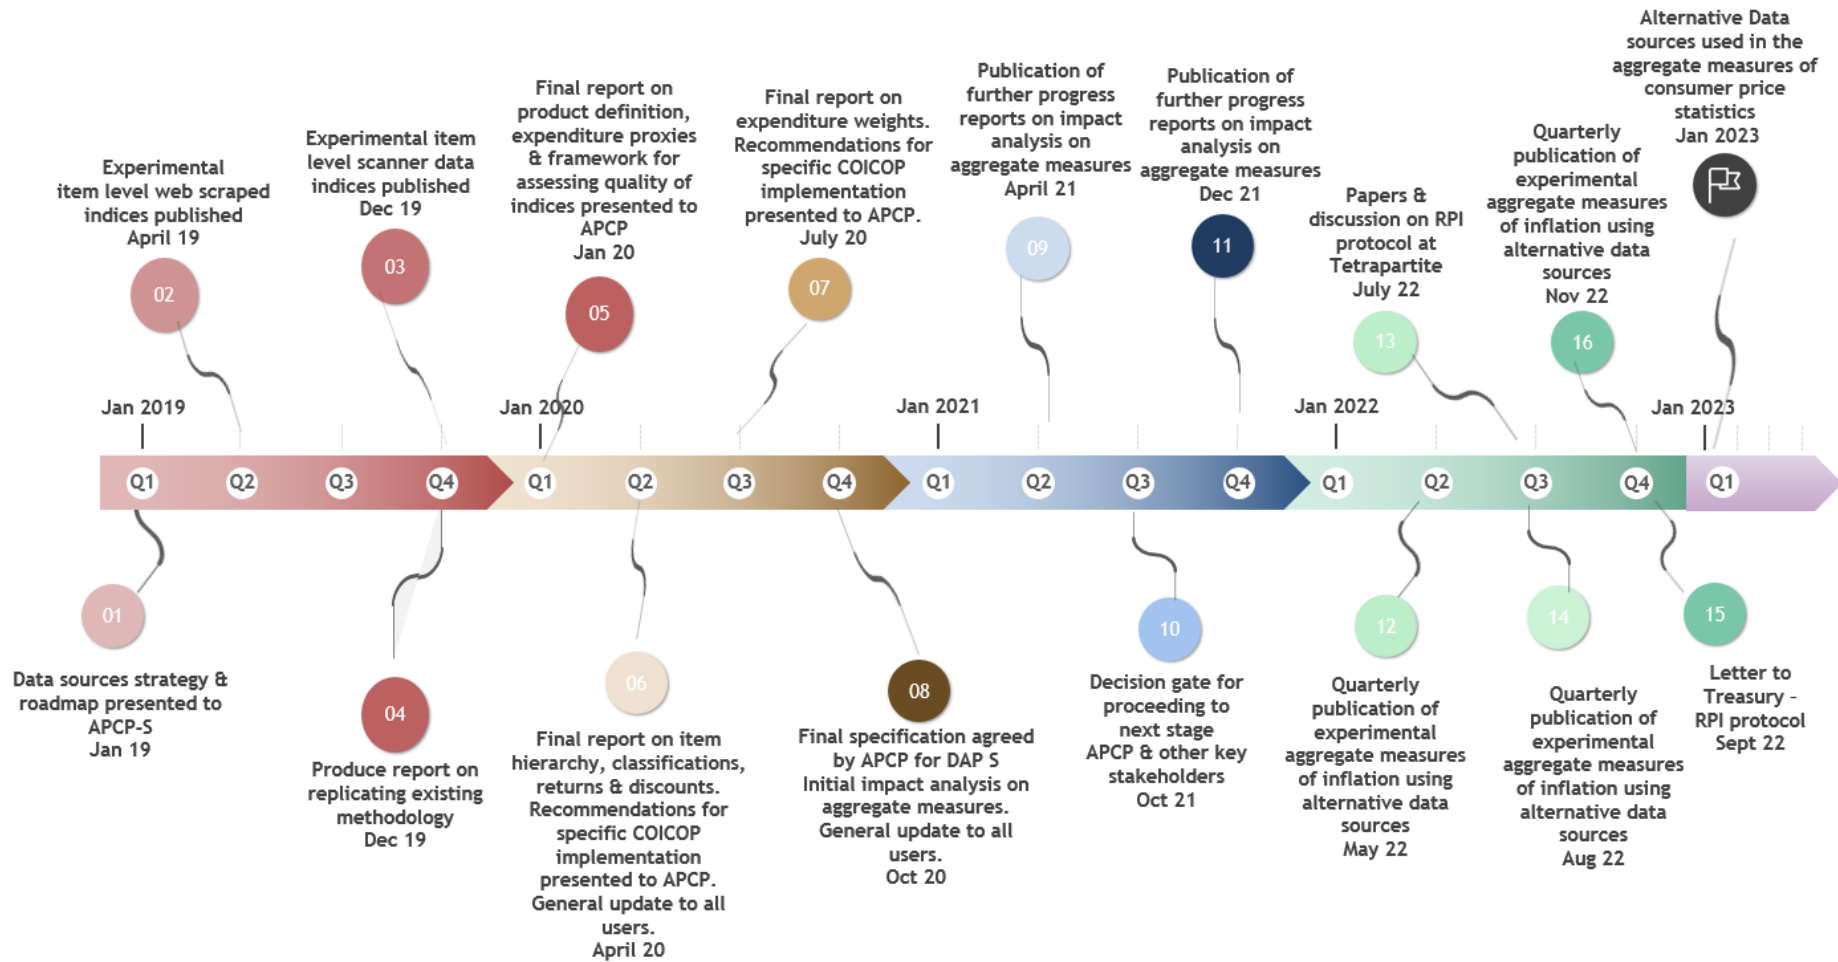 Alternative Data
sources used in the
aggregate measures of
consumer price
statistics
Jan 2023
Publication of
further progress
reports on impact
analysis on
aggregate measures
April 21
Publication of
further progress
reports on impact
analysis on
aggregate measures
Dec 21
Final report on
product definition,
expenditure proxies
& framework for
assessing quality of
indices presented to
APCP
Jan 20
Final report on
expenditure weights.
Recommendations for
specific COICOP
implementation
presented to APCP.
July 20
Experimental item
level scanner data
indices published
Dec 19
Experimental
item level web scraped
indices published
April 19
Quarterly
publication of
experimental
aggregate measures
of inflation using
alternative data
sources
Nov 22
Papers &
discussion on RPI
protocol at
Tetrapartite
July 22
02
03
05
07
09
11
13
16
Jan 2019
Jan 2020
Jan 2021
Jan 2022
Jan 2023
Q1
Q2
Q3
Q4
Q1
Q2
Q3
Q4
Q1
Q2
Q3
Q4
Q1
Q2
Q3
Q4
Q1
01
04
06
08
10
12
14
15
Data sources strategy &
roadmap presented to
APCP-S
Jan 19
Produce report on
replicating existing
methodology
Dec 19
Final report on item
hierarchy, classifications,
returns & discounts.
Recommendations for
specific COICOP
implementation
presented to APCP.
General update to all
users.
April 20
Final specification agreed
by APCP for DAP S
Initial impact analysis on
aggregate measures.
General update to all
users.
Oct 20
Decision gate for
proceeding to
next stage
APCP & other key
stakeholders
Oct 21
Quarterly
publication of
experimental
aggregate measures
of inflation using
alternative data
sources
May 22
Quarterly
publication of
experimental
aggregate measures
of inflation using
alternative data
sources
Aug 22
Letter to
Treasury –
RPI protocol
Sept 22